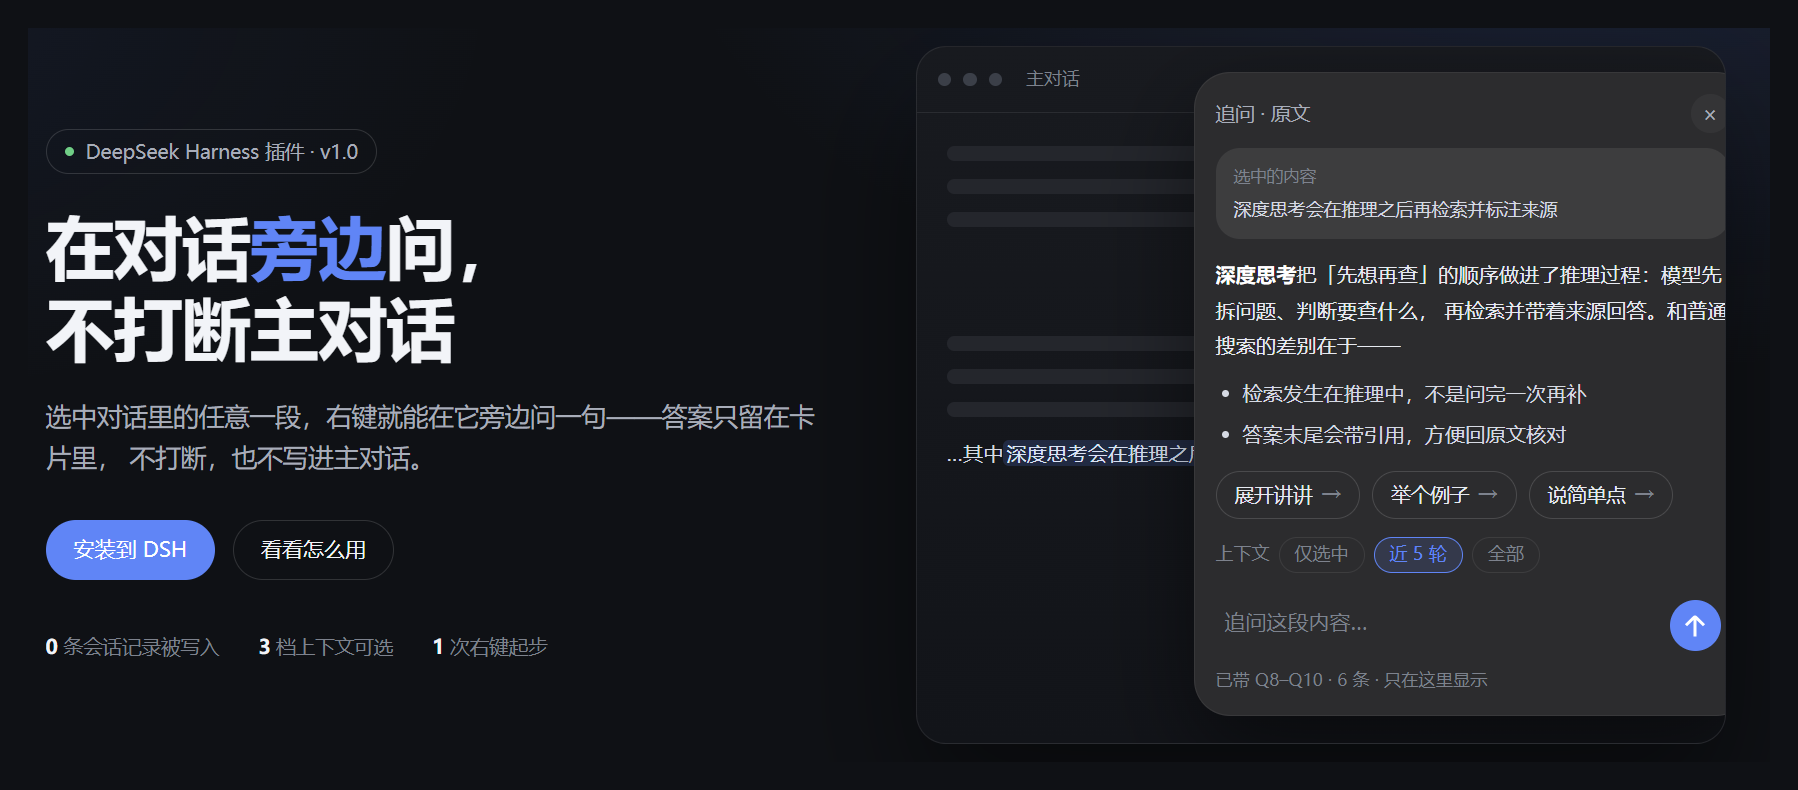 DeepSeek Harness 插件 · v1.0
在对话旁边问，
不打断主对话
选中对话里的任意一段，右键就能在它旁边问一句——答案只留在卡
片里， 不打断，也不写进主对话。
安装到 DSH
看看怎么用
0 条会话记录被写入
3 档上下文可选
1 次右键起步
主对话
...其中深度思考会在推理之
追问 · 原文
×
选中的内容
深度思考会在推理之后再检索并标注来源
深度思考把「先想再查」的顺序做进了推理过程：模型先
拆问题、判断要查什么， 再检索并带着来源回答。和普通
搜索的差别在于——
• 检索发生在推理中，不是问完一次再补
• 答案末尾会带引用，方便回原文核对
展开讲讲 →
举个例子 →
说简单点 →
上下文 仅选中 近 5 轮 全部
追问这段内容...
已带 Q8–Q10 · 6 条 · 只在这里显示